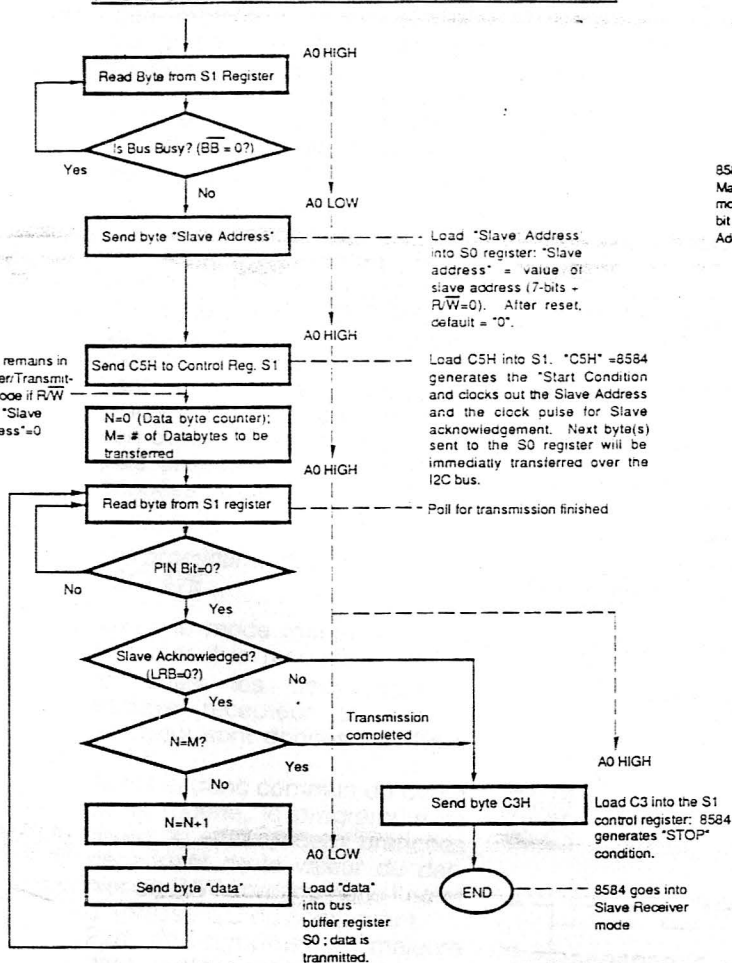 A0 HIGH
Read Byte from S1 Register
Is Bus Busy? (BB = 0?)
Yes
No
A0 LOW
Send byte "Slave Address"
Load "Slave Address
into S0 register: "Slave
address" = value of
slave address (7-bits +
R/W=0). After reset,
default = "0".
858
Ma
mo
bit
Ad
A0 HIGH
Send C5H to Control Reg. S1
Load C5H into S1. "C5H" =8584
generates the "Start Condition
and clocks out the Slave Address
and the clock pulse for Slave
acknowledgement. Next byte(s)
sent to the S0 register will be
immediatly transferred over the
I2C bus.
remains in
er/Transmit-
ode if R/W
"Slave
ess"=0
N=0 (Data byte counter);
M= # of Databytes to be
transferred
A0 HIGH
Read byte from S1 register
Poll for transmission finished
PIN Bit=0?
No
Yes
Slave Acknowledged?
(LRB=0?)
No
Yes
N=M?
Transmission
completed
Yes
No
A0 HIGH
Send byte C3H
Load C3 into the S1
control register: 8584
generates "STOP"
condition.
N=N+1
A0 LOW
Send byte "data"
Load "data"
into bus
buffer register
S0 ; data is
tranmitted.
END
8584 goes into
Slave Receiver
mode